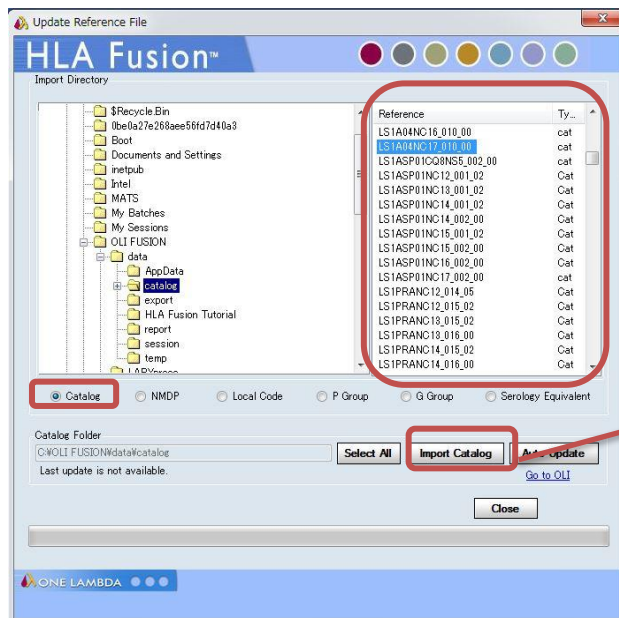 Update Reference File
HLA Fusion™
Import Directory
$Recycle.Bin
0be0a27e268aee56fd7d40a3
Boot
Documents and Settings
inetpub
Intel
MATS
My Batches
My Sessions
OLI FUSION
data
AppData
catalog
export
HLA Fusion Tutorial
report
session
temp
LABXpress
Reference Ty...
LS1A04NC16_010_00 cat
LS1A04NC17_010_00 cat
LS1ASP01CQ8NS5_002_00 cat
LS1ASP01NC12_001_02 Cat
LS1ASP01NC13_001_02 Cat
LS1ASP01NC14_001_02 Cat
LS1ASP01NC14_002_00 Cat
LS1ASP01NC15_001_02 Cat
LS1ASP01NC15_002_00 Cat
LS1ASP01NC16_002_00 Cat
LS1ASP01NC17_002_00 cat
LS1PRANC12_014_05 Cat
LS1PRANC12_015_02 Cat
LS1PRANC13_015_02 Cat
LS1PRANC13_016_00 Cat
LS1PRANC14_015_02 Cat
LS1PRANC14_016_00 Cat
Catalog NMDP Local Code P Group G Group Serology Equivalent
Catalog Folder
C:¥OLI FUSION¥data¥catalog Select All Import Catalog Auto Update
Last update is not available. Go to OLI
Close
ONE LAMBDA